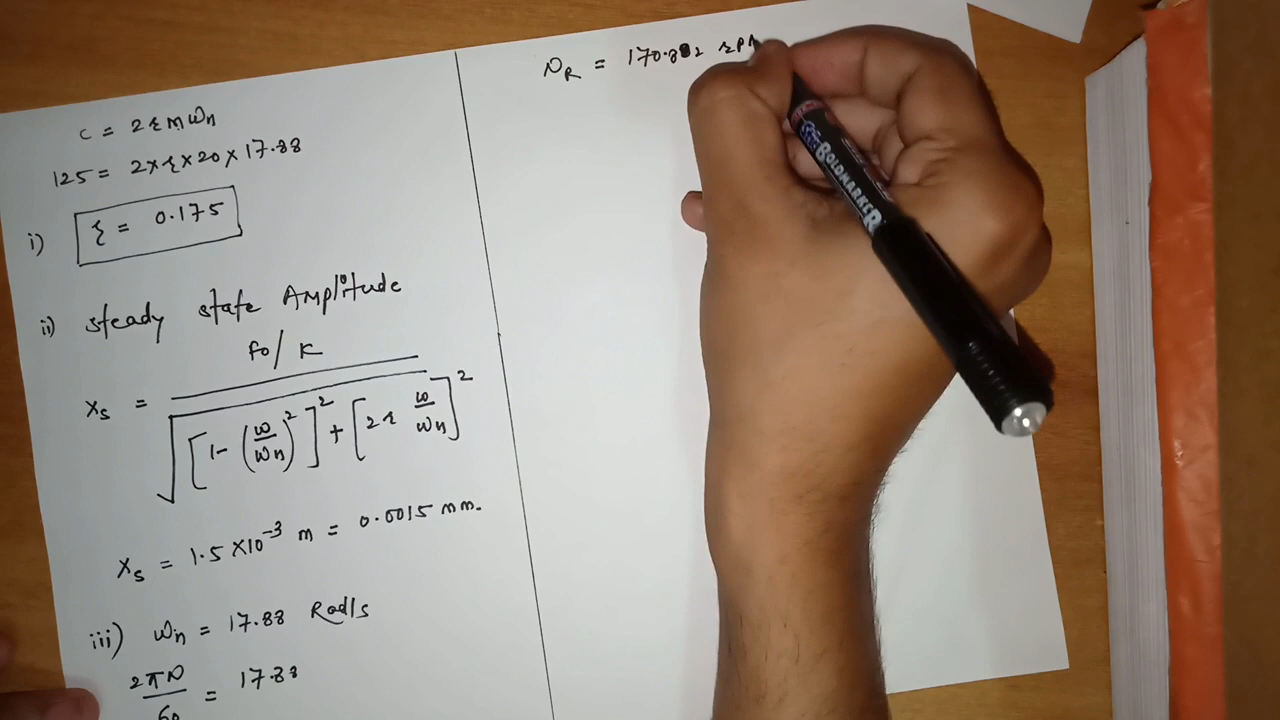 C = 2ξmωn
125 = 2×ξ×20×17.88
i) ξ = 0.175
ii) Steady state Amplitude
Xs = Fo/K / √([1-(ω/ωn)²]² + [2ξ ω/ωn]²)
Xs = 1.5×10⁻³ m = 0.0015 mm.
iii) ωn = 17.88 Rad/s
2πN/60 = 17.88
NR = 170.802 rpm
BOLDMARKER